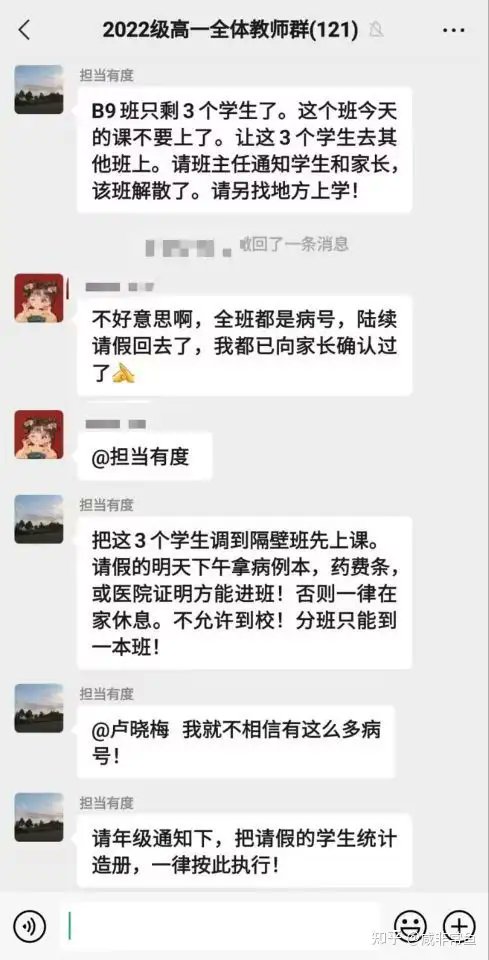 2022级高一全体教师群(121)
担当有度
B9班只剩3个学生了。这个班今天
的课不要上了。让这3个学生去其
他班上。请班主任通知学生和家长，
该班解散了。请另找地方上学！
撤回了一条消息
不好意思啊，全班都是病号，陆续
请假回去了，我都已向家长确认过
了
@担当有度
担当有度
把这3个学生调到隔壁班先上课。
请假的明天下午拿病例本，药费条，
或医院证明方能进班！否则一律在
家休息。不允许到校！分班只能到
一本班！
担当有度
@卢晓梅 我就不相信有这么多病
号！
担当有度
请年级通知下，把请假的学生统计
造册，一律按此执行！
知乎 @咸非常鱼